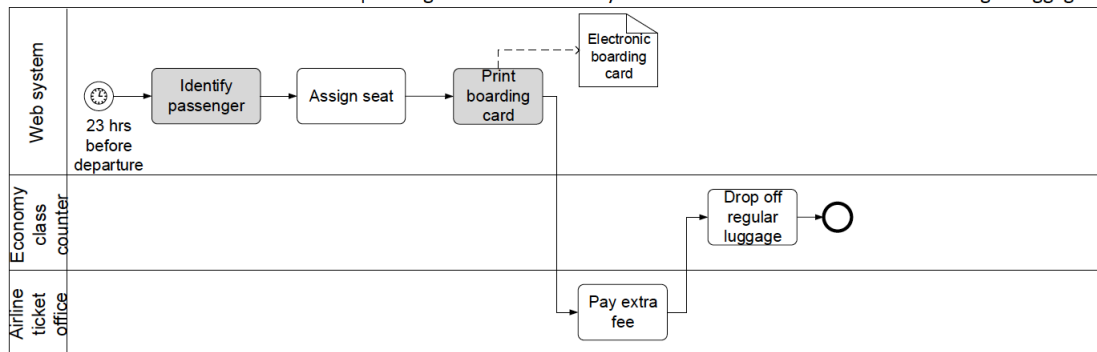 Web system
23 hrs
before
departure
Identify
passenger
Assign seat
Print
boarding
card
Electronic
boarding
card
Economy
class
counter
Drop off
regular
luggage
Airline
ticket
office
Pay extra
fee